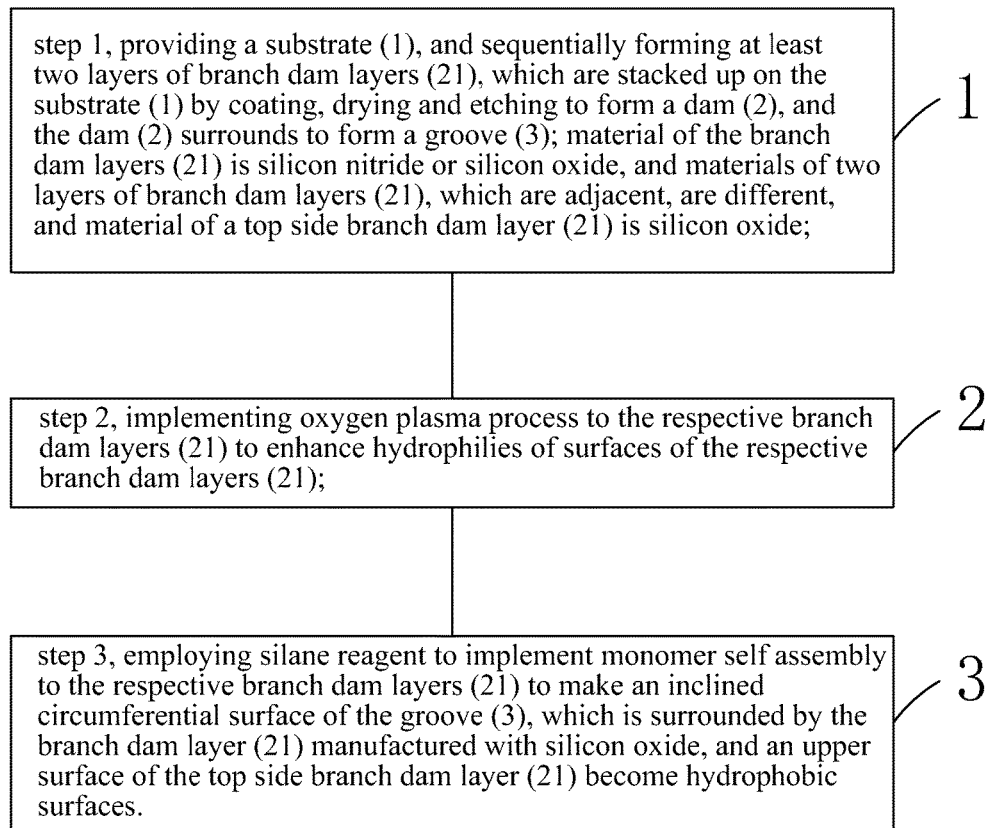 step 1, providing a substrate (1), and sequentially forming at least
two layers of branch dam layers (21), which are stacked up on the
substrate (1) by coating, drying and etching to form a dam (2), and
the dam (2) surrounds to form a groove (3); material of the branch
dam layers (21) is silicon nitride or silicon oxide, and materials of two
layers of branch dam layers (21), which are adjacent, are different,
and material of a top side branch dam layer (21) is silicon oxide;
1
step 2, implementing oxygen plasma process to the respective branch
dam layers (21) to enhance hydrophilies of surfaces of the respective
branch dam layers (21);
2
step 3, employing silane reagent to implement monomer self assembly
to the respective branch dam layers (21) to make an inclined
circumferential surface of the groove (3), which is surrounded by the
branch dam layer (21) manufactured with silicon oxide, and an upper
surface of the top side branch dam layer (21) become hydrophobic
surfaces.
3